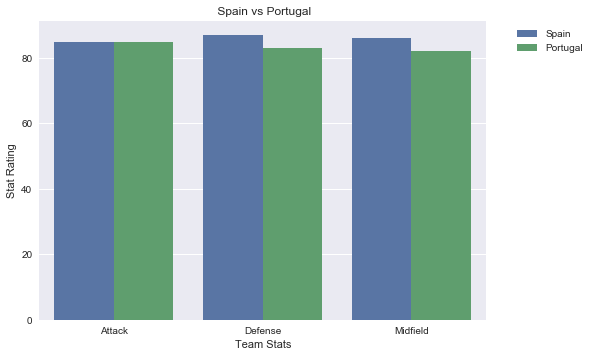 Spain vs Portugal
Spain
Portugal
Stat Rating
80
60
40
20
0
Attack
Defense
Midfield
Team Stats